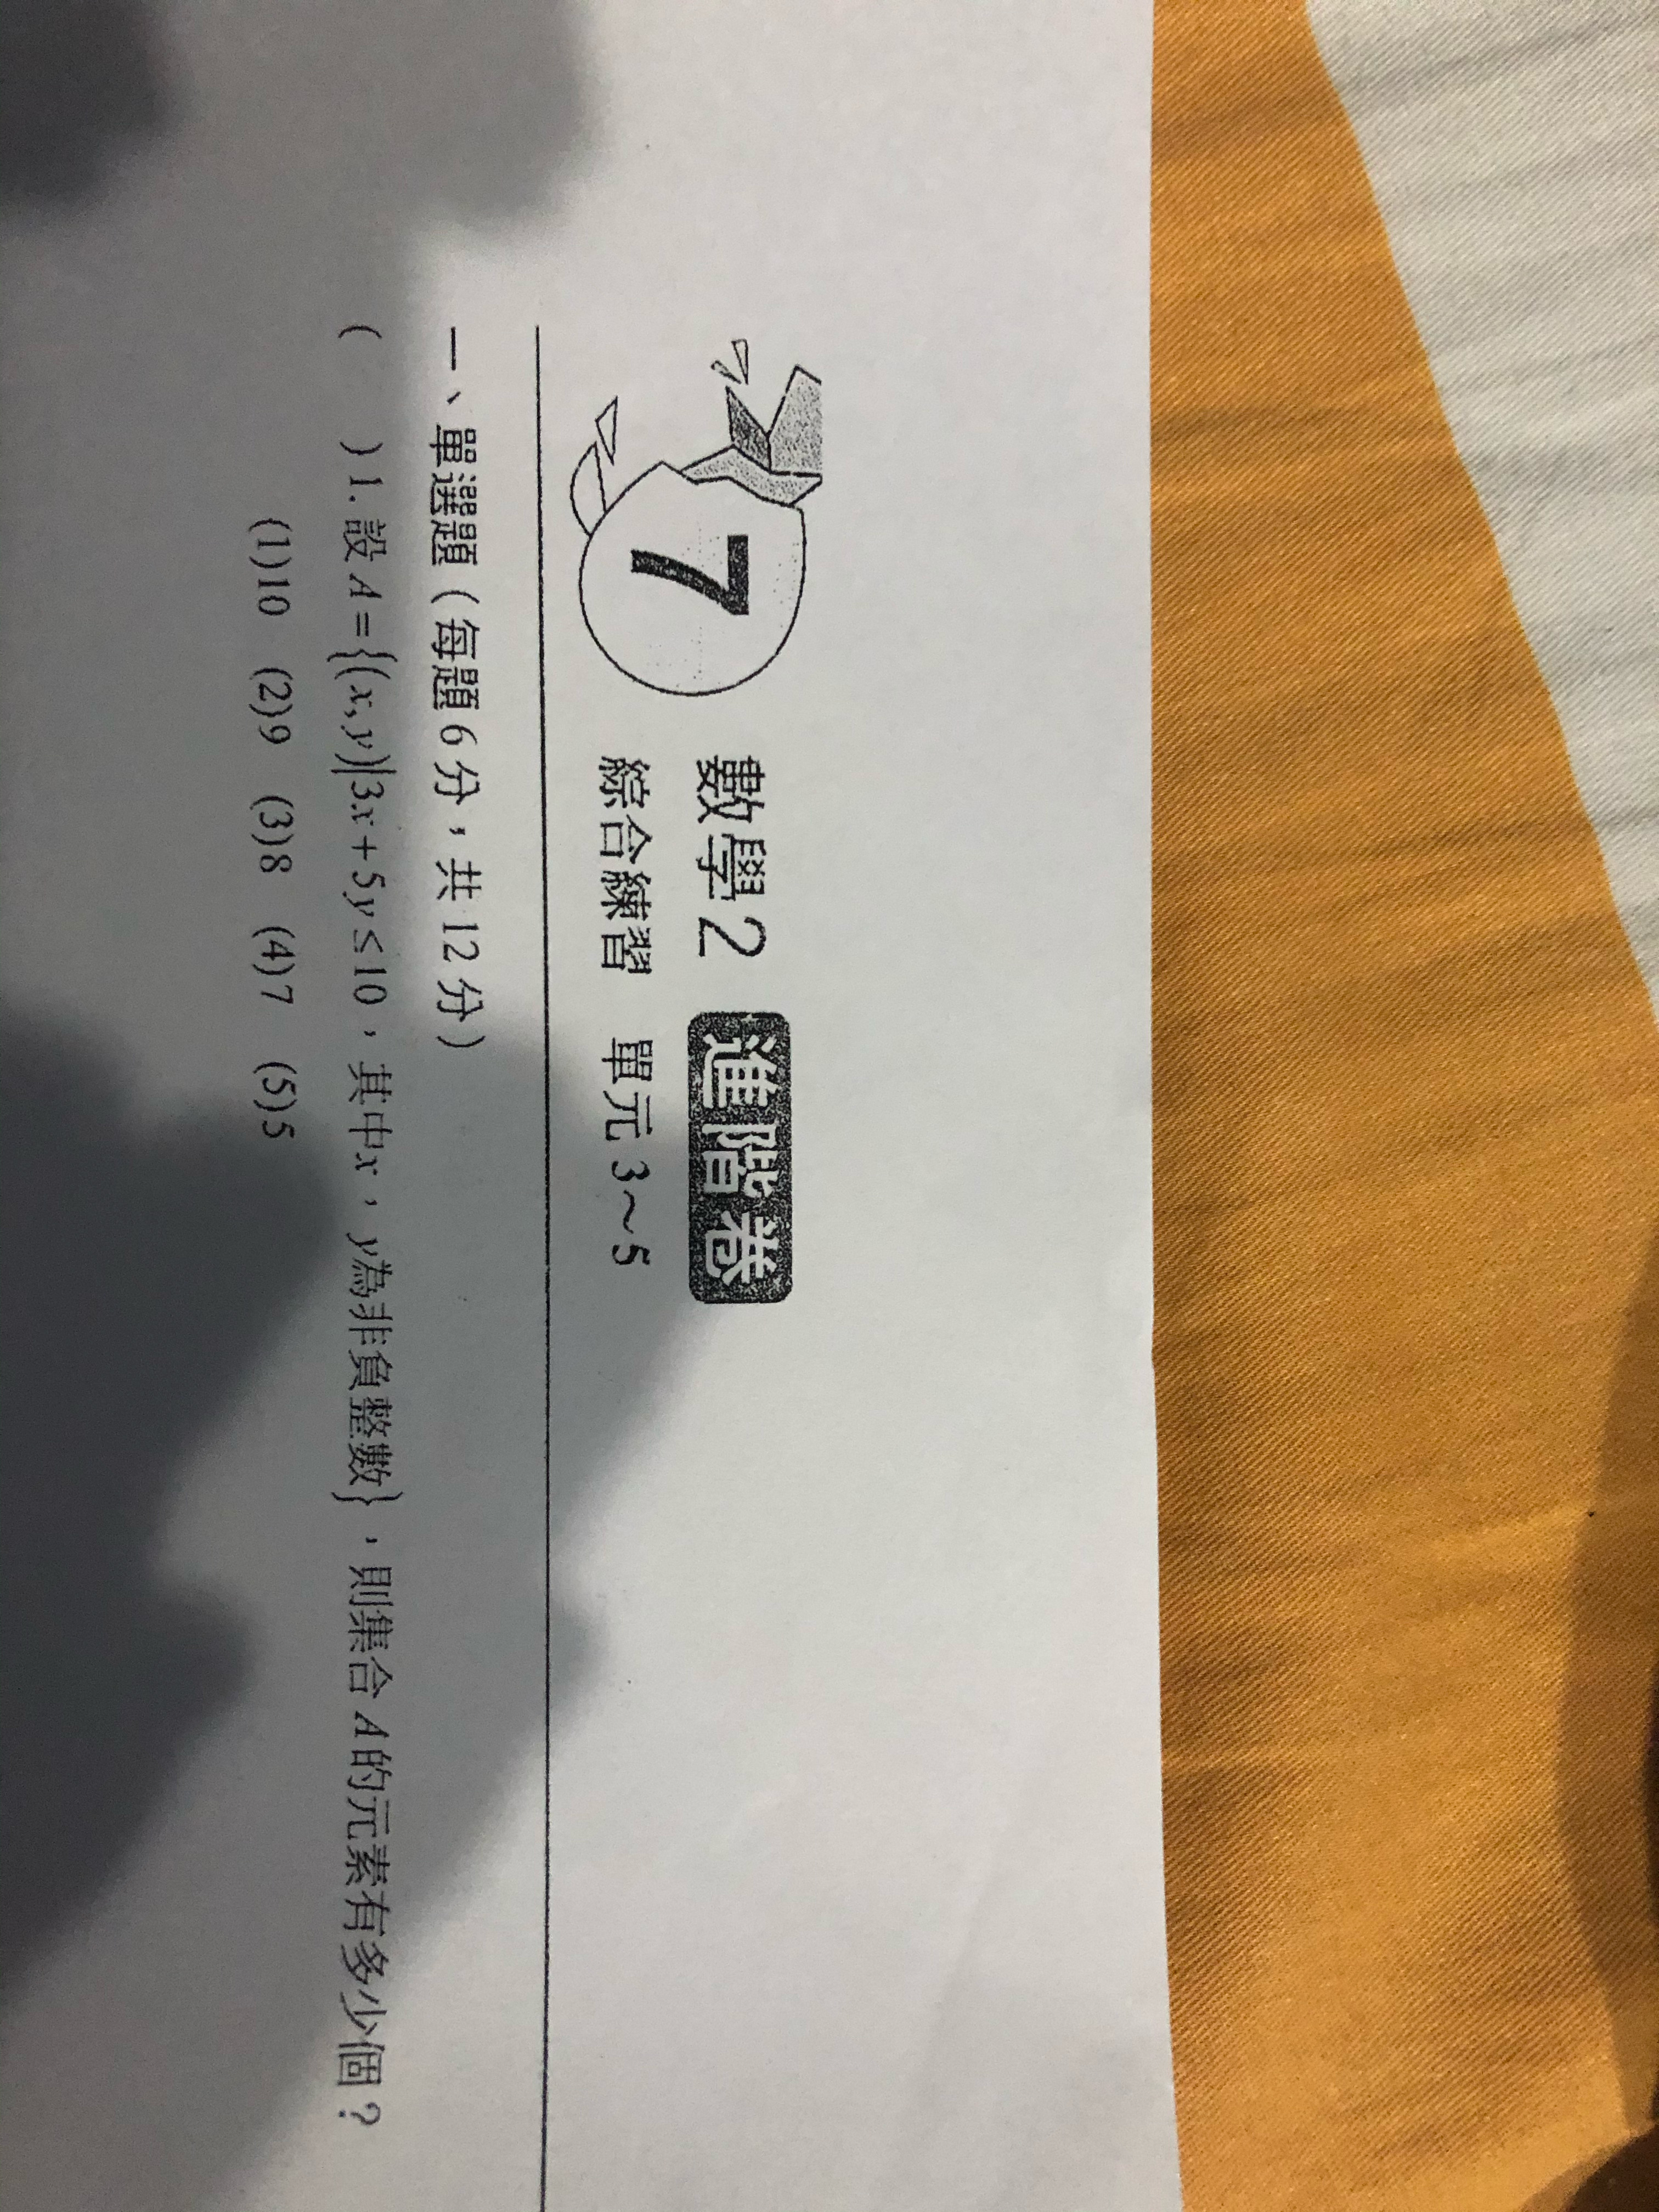 7
數學2 進階卷
綜合練習 單元3~5
一、單選題(每題6分,共12分)
( ) 1. 設A={(x,y)|3x+5y≤10,其中x,y為非負整數},則集合A的元素有多少個?
(1)10 (2)9 (3)8 (4)7 (5)5